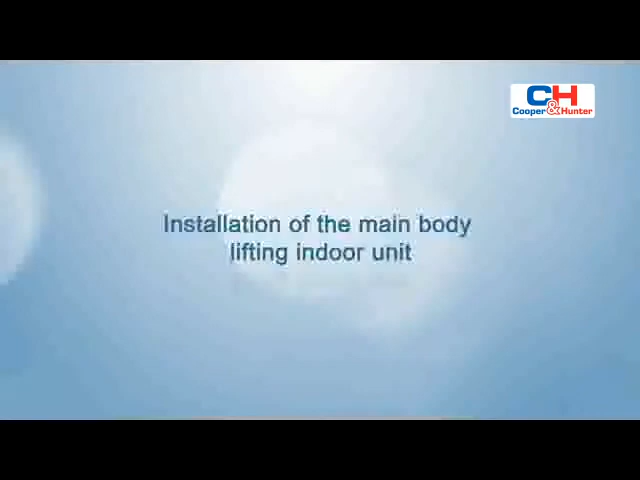 CH
Cooper&Hunter
Installation of the main body
lifting indoor unit